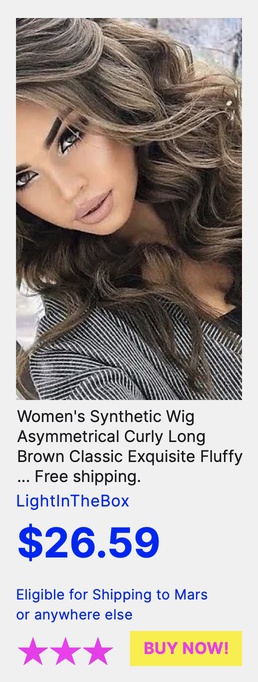 Women's Synthetic Wig
Asymmetrical Curly Long
Brown Classic Exquisite Fluffy
... Free shipping.
LightInTheBox
$26.59
Eligible for Shipping to Mars
or anywhere else
BUY NOW!